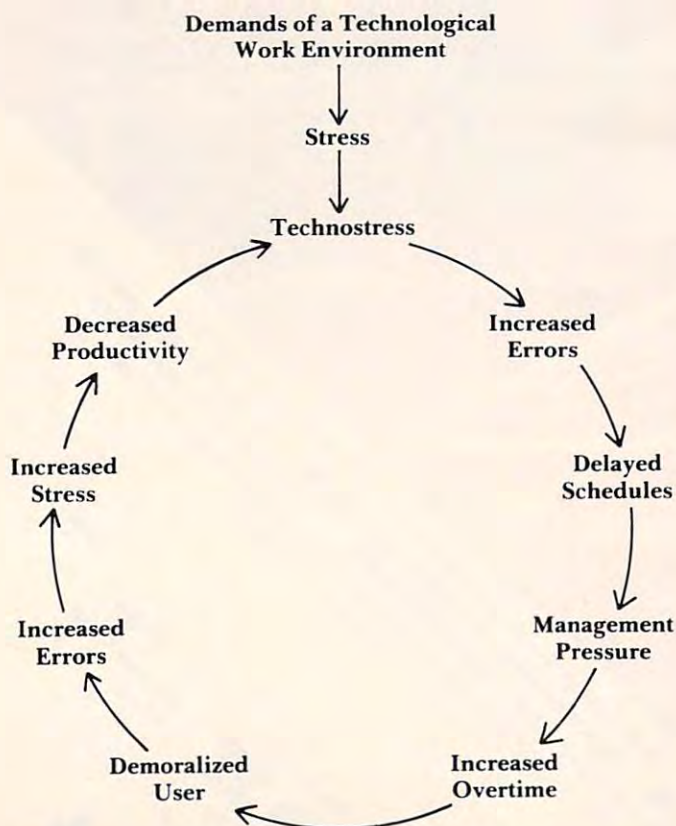 Demands of a Technological
Work Environment
Stress
Technostress
Increased
Errors
Delayed
Schedules
Management
Pressure
Increased
Overtime
Demoralized
User
Increased
Errors
Increased
Stress
Decreased
Productivity